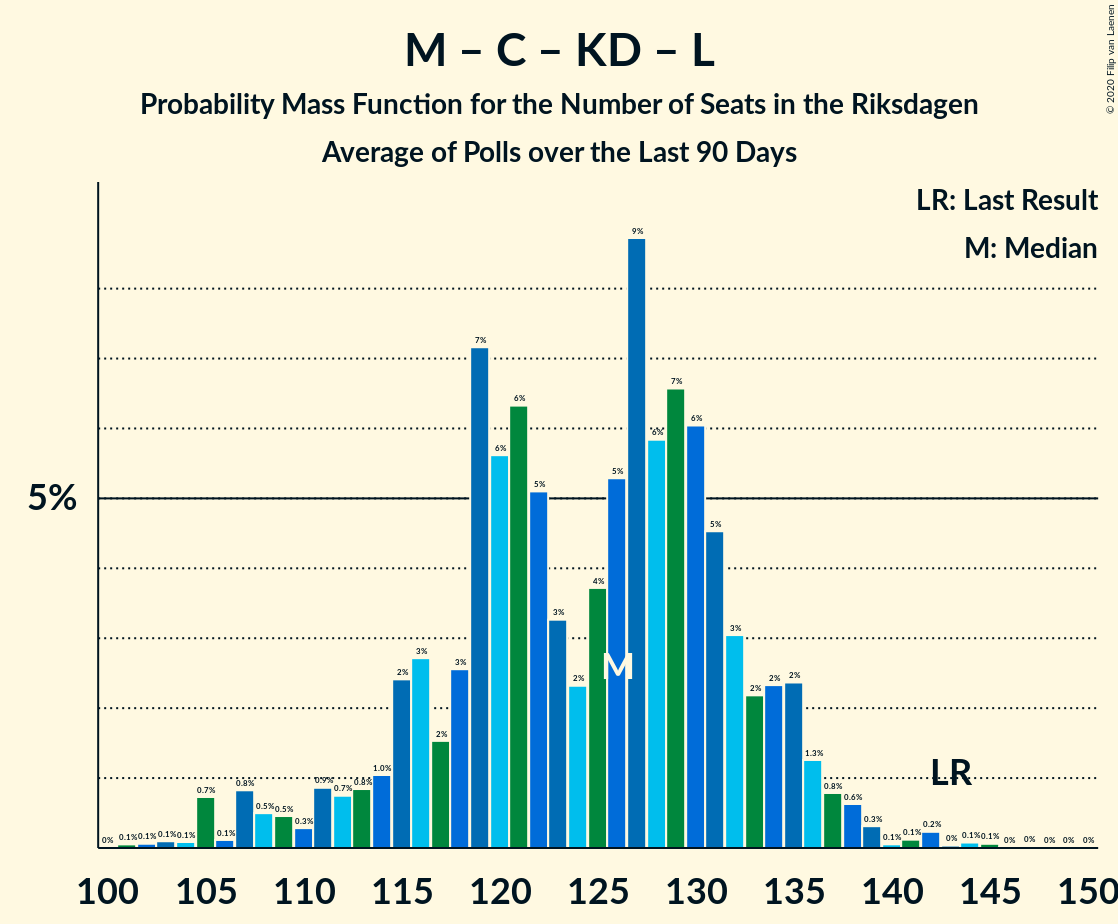 M – C – KD – L
Probability Mass Function for the Number of Seats in the Riksdagen
Average of Polls over the Last 90 Days
© 2020 Filip van Laenen
LR: Last Result
M: Median
5%
0% 0.1% 0.1% 0.1% 0.1% 0.7% 0.1% 0.8% 0.5% 0.5% 0.3% 0.9% 0.7% 0.8% 1.0% 2% 3% 2% 3% 7% 6% 6% 5% 3% 2% 4% 5% 9% 6% 7% 6% 5% 3% 2% 2% 2% 1.3% 0.8% 0.6% 0.3% 0.1% 0.1% 0.2% 0% 0.1% 0.1% 0% 0% 0% 0% 0%
M
LR
100 105 110 115 120 125 130 135 140 145 150